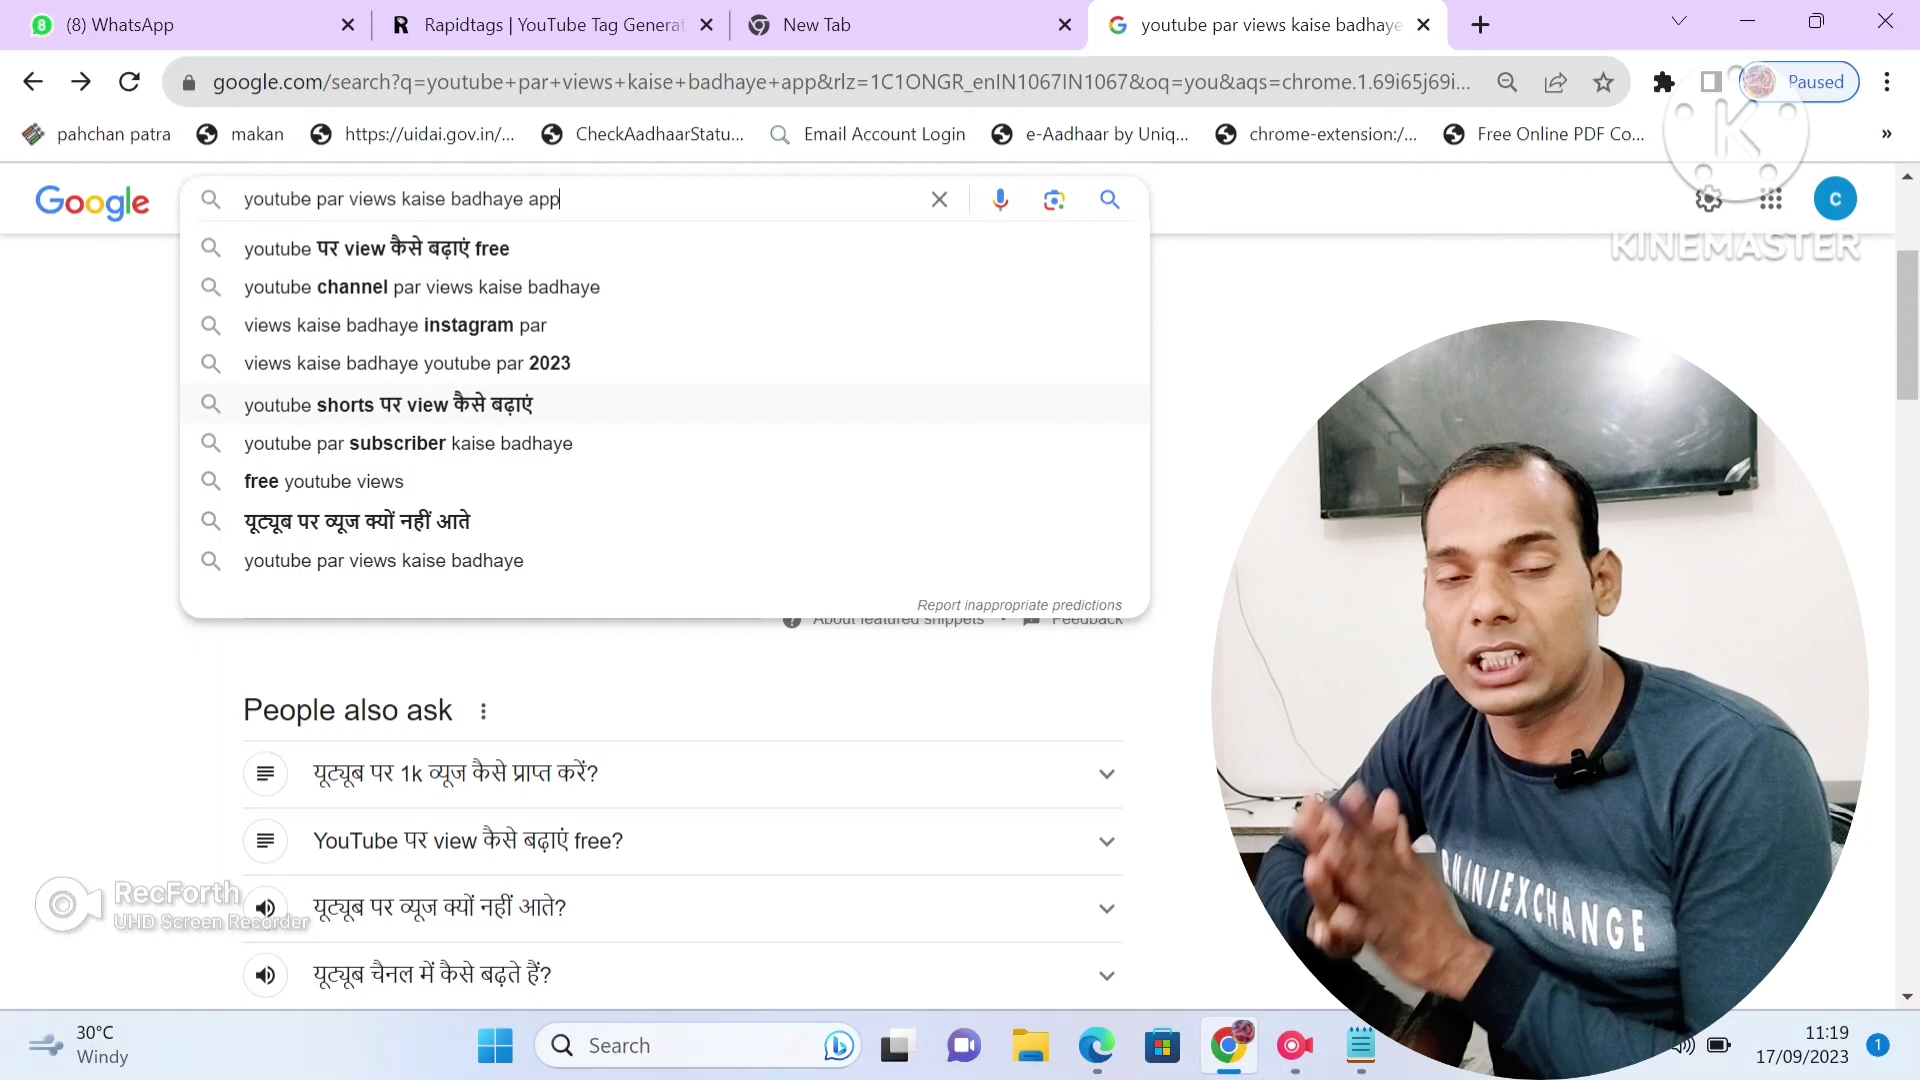 (8) WhatsApp
Rapidtags | YouTube Tag Generat
New Tab
youtube par views kaise badhaye
google.com/search?q=youtube+par+views+kaise+badhaye+app&rlz=1C1ONGR_enIN1067IN1067&oq=you&aqs=chrome.1.69i65j69i...
Paused
pahchan patra
makan
https://uidai.gov.in/...
CheckAadhaarStatu...
Email Account Login
e-Aadhaar by Uniq...
chrome-extension:/...
Free Online PDF Co...
»
K
KINEMASTER
Google
youtube par views kaise badhaye app
C
youtube पर view कैसे बढ़ाएं free
youtube channel par views kaise badhaye
views kaise badhaye instagram par
views kaise badhaye youtube par 2023
youtube shorts पर view कैसे बढ़ाएं
youtube par subscriber kaise badhaye
free youtube views
यूट्यूब पर व्यूज क्यों नहीं आते
youtube par views kaise badhaye
Report inappropriate predictions
About featured snippets
Feedback
People also ask
यूट्यूब पर 1k व्यूज कैसे प्राप्त करें?
YouTube पर view कैसे बढ़ाएं free?
यूट्यूब पर व्यूज क्यों नहीं आते?
यूट्यूब चैनल में कैसे बढ़ते हैं?
RecForth
UHD Screen Recorder
MAIN/EXCHANGE
30°C
Windy
Search
11:19
17/09/2023
1